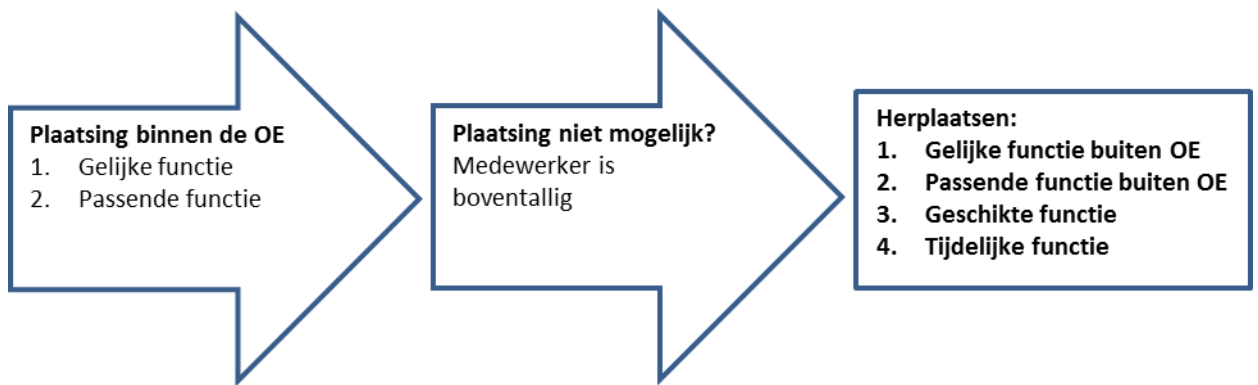 Plaatsing binnen de OE
1. Gelijke functie
2. Passende functie
Plaatsing niet mogelijk?
Medewerker is
boventallig
Herplaatsen:
1. Gelijke functie buiten OE
2. Passende functie buiten OE
3. Geschikte functie
4. Tijdelijke functie